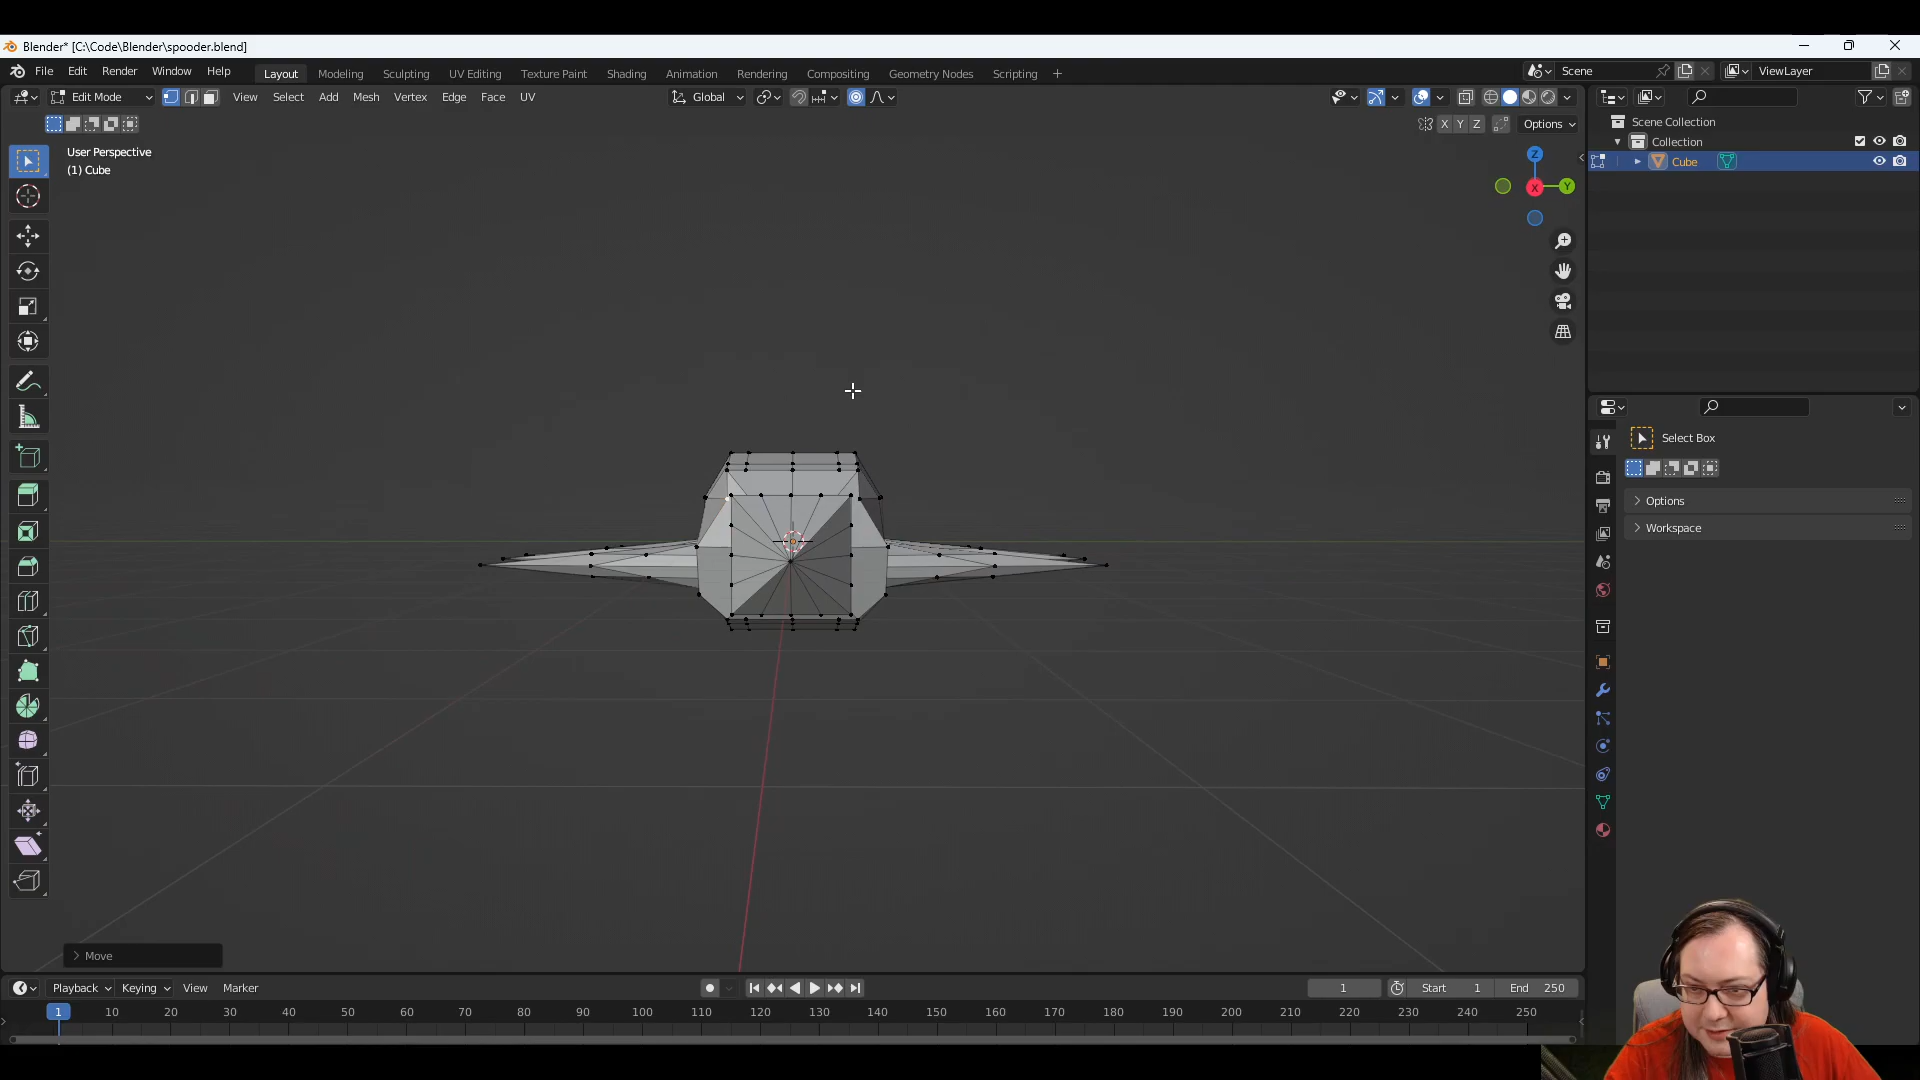 Blender* [C:\Code\Blender\spooder.blend]
File Edit Render Window Help Layout Modeling Sculpting UV Editing Texture Paint Shading Animation Rendering Compositing Geometry Nodes Scripting + Scene ViewLayer
Edit Mode View Select Add Mesh Vertex Edge Face UV Global
X Y Z Options
Scene Collection
Collection
Cube
User Perspective
(1) Cube
Z
X Y
Select Box
Options
Workspace
Move
Playback Keying View Marker 1 Start 1 End 250
1 10 20 30 40 50 60 70 80 90 100 110 120 130 140 150 160 170 180 190 200 210 220 230 240 250